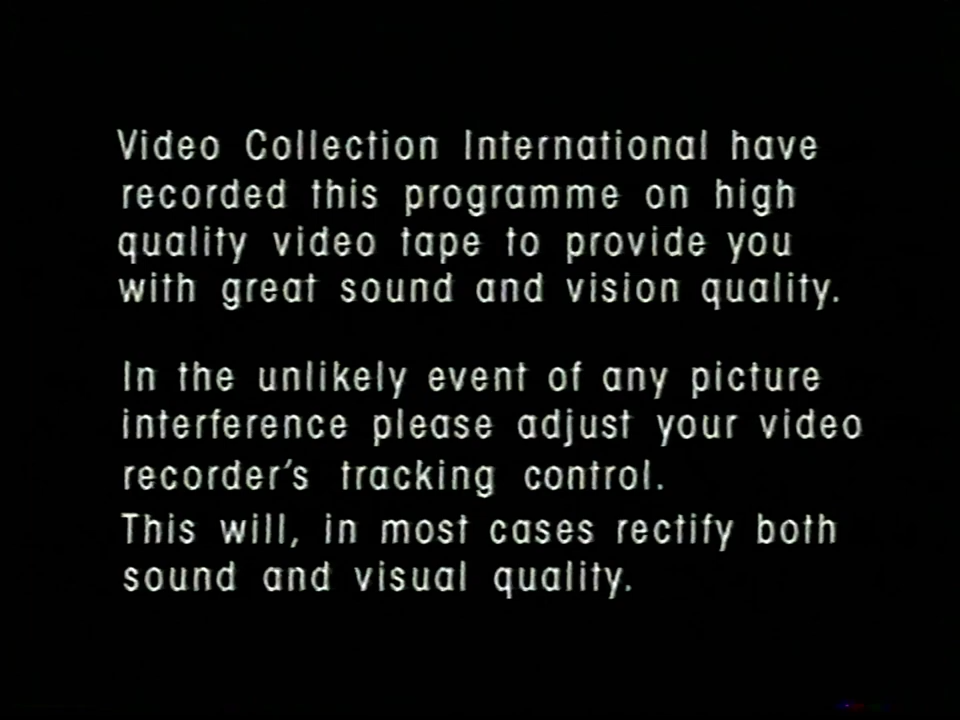 Video Collection International have
recorded this programme on high
quality video tape to provide you
with great sound and vision quality.
In the unlikely event of any picture
interference please adjust your video
recorder's tracking control.
This will, in most cases rectify both
sound and visual quality.